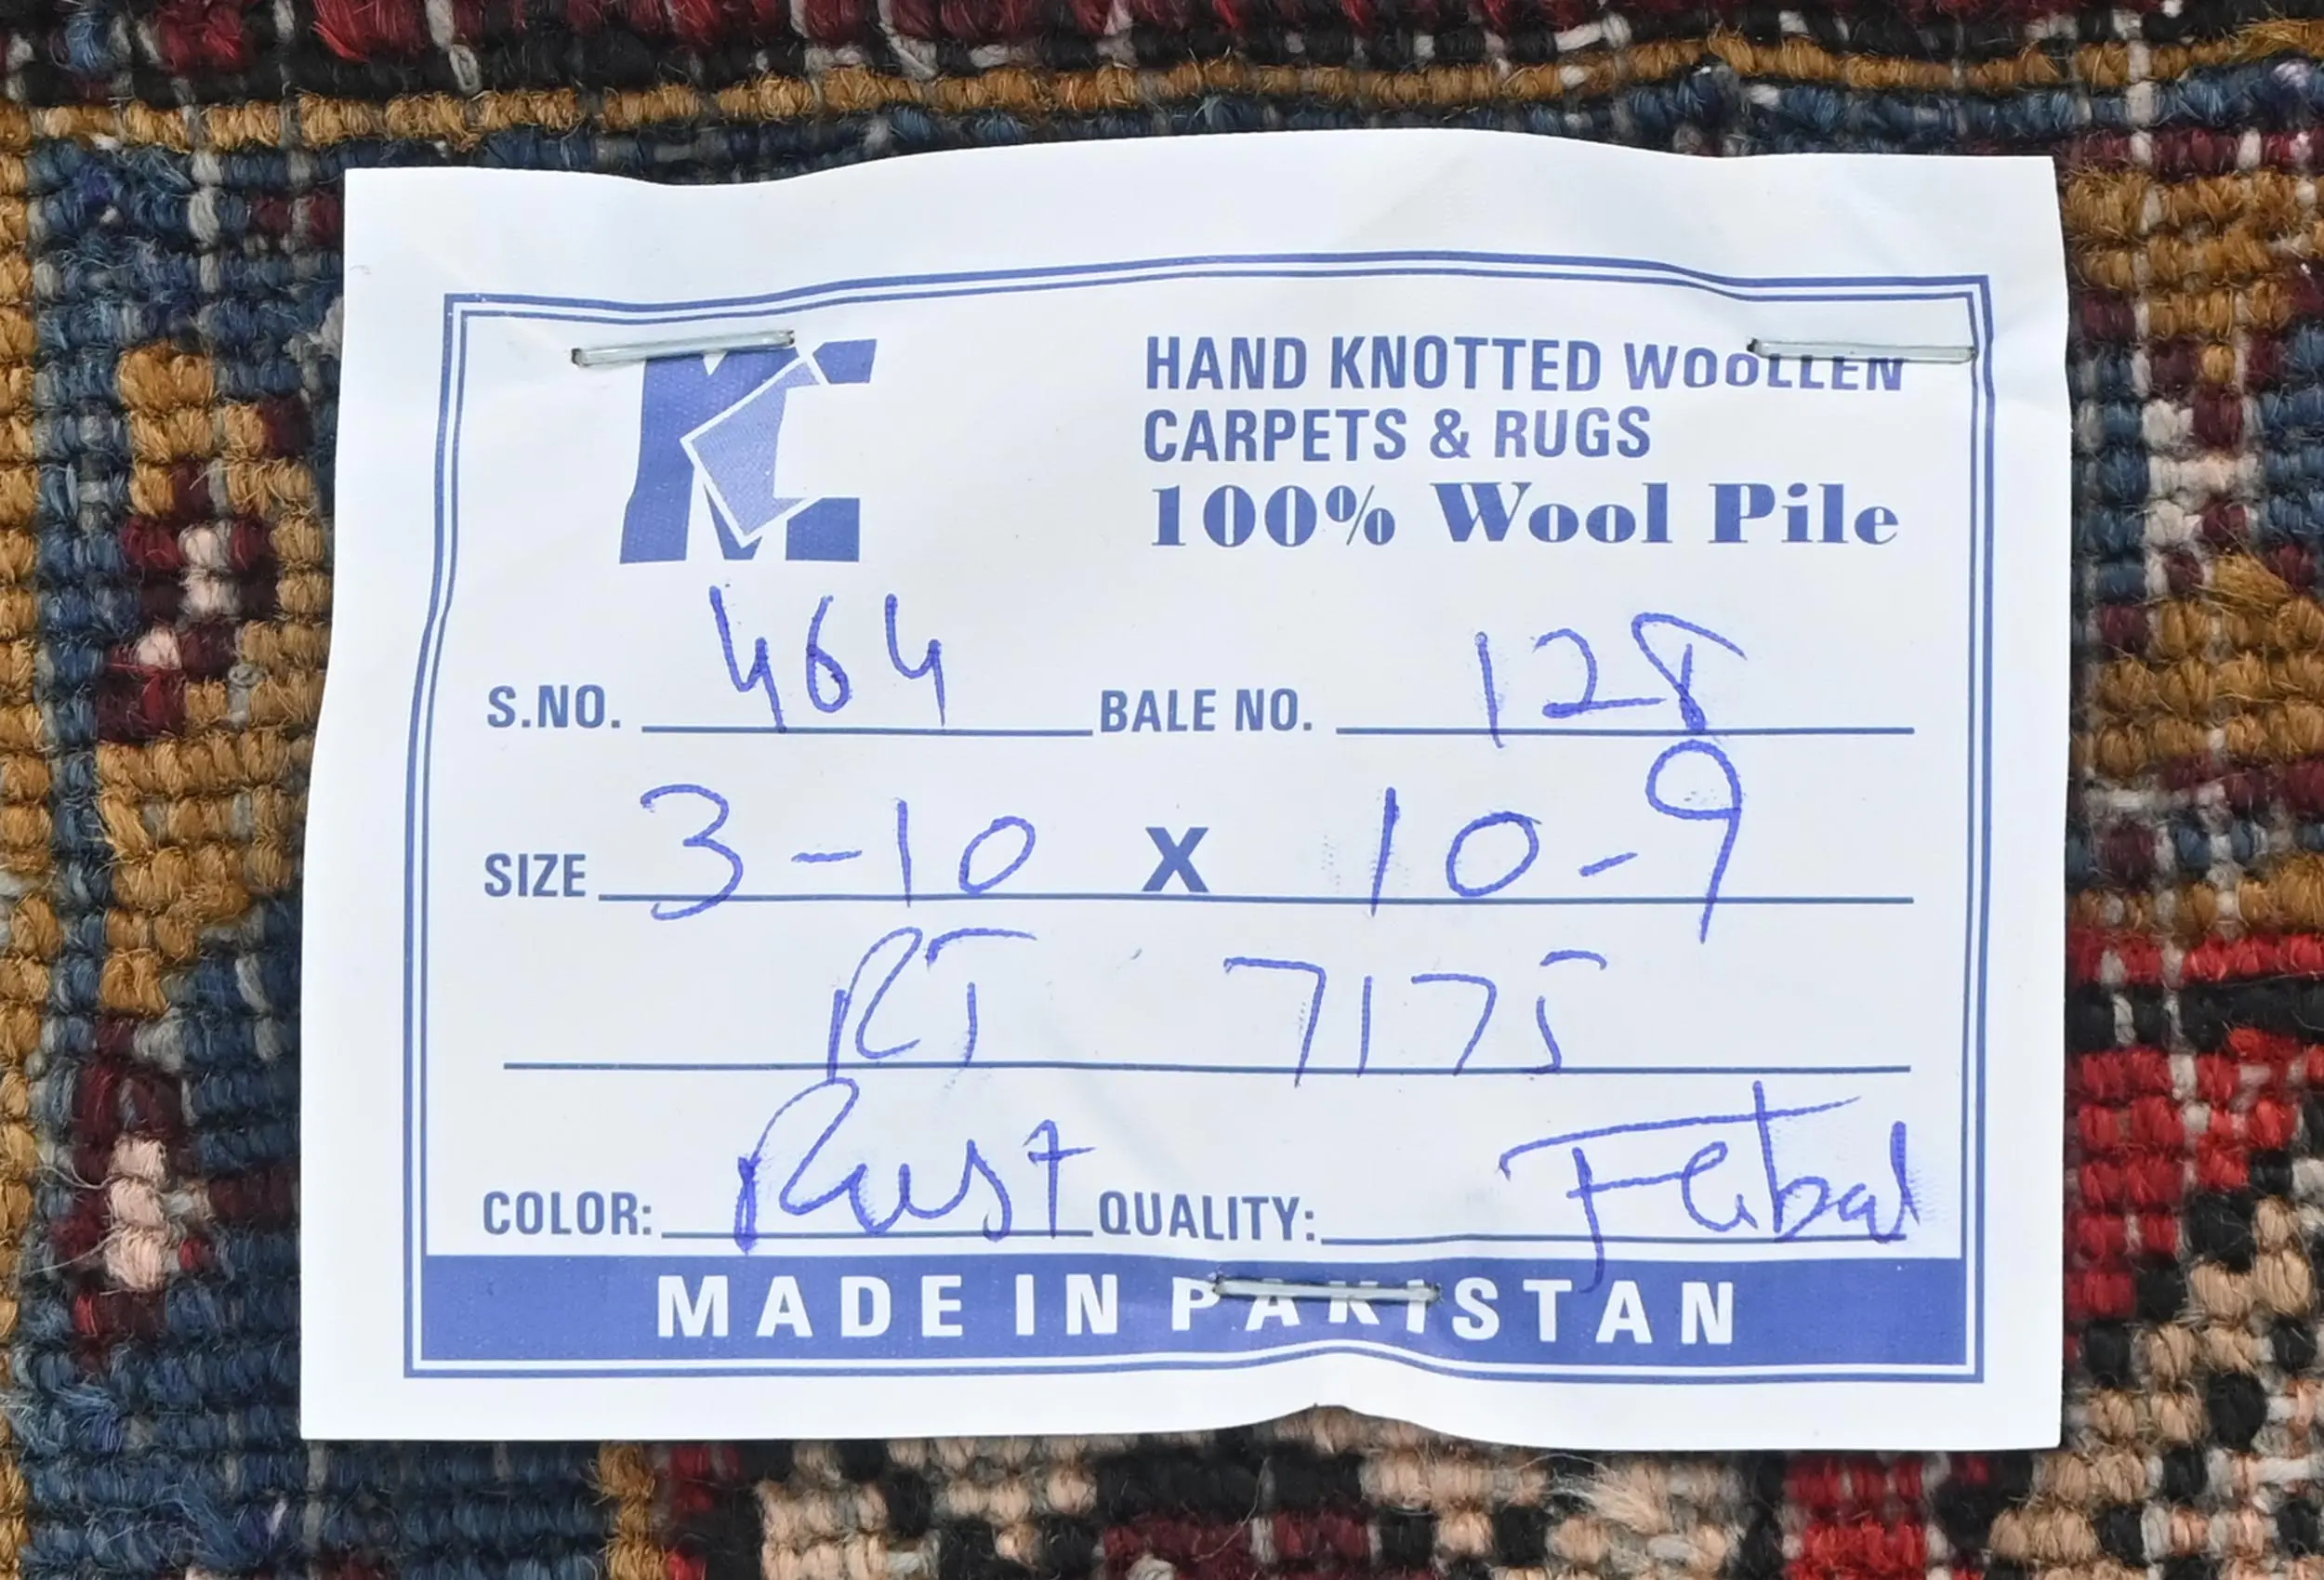 KC
HAND KNOTTED WOOLLEN
CARPETS & RUGS
100% Wool Pile
S.NO. 464 BALE NO. 128
SIZE 3-10 X 10-9
RT 7175
COLOR: Rust QUALITY:
MADE IN PAKISTAN